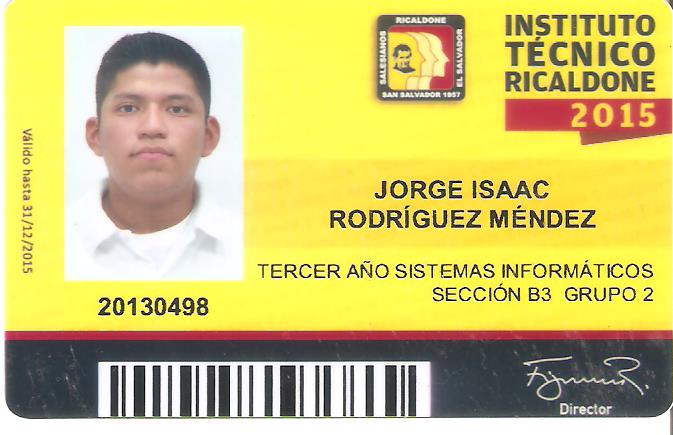 RICALDONE
SALESIANOS
EL SALVADOR
SAN SALVADOR 1957
INSTITUTO
TÉCNICO
RICALDONE
2015
Válido hasta 31/12/2015
JORGE ISAAC
RODRÍGUEZ MÉNDEZ
TERCER AÑO SISTEMAS INFORMÁTICOS
SECCIÓN B3 GRUPO 2
20130498
Director